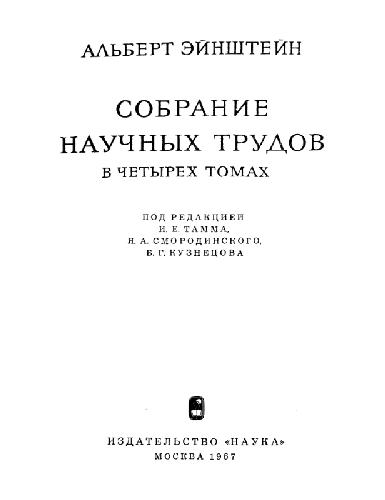 АЛЬБЕРТ ЭЙНШТЕЙН
СОБРАНИЕ
НАУЧНЫХ ТРУДОВ
В ЧЕТЫРЕХ ТОМАХ
ПОД РЕДАКЦИЕЙ
И. Е. ТАММА,
Я. А. СМОРОДИНСКОГО,
Б. Г. КУЗНЕЦОВА
ИЗДАТЕЛЬСТВО «НАУКА»
МОСКВА 1967